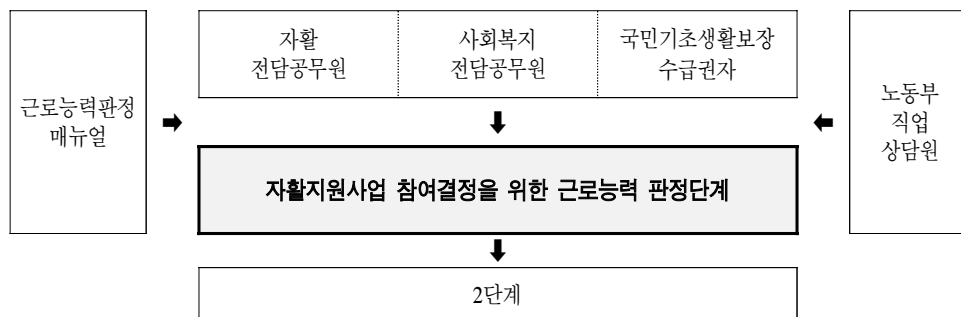 자활
전담공무원
사회복지
전담공무원
국민기초생활보장
수급권자
근로능력판정
매뉴얼
노동부
직업
상담원
자활지원사업 참여결정을 위한 근로능력 판정단계
2단계